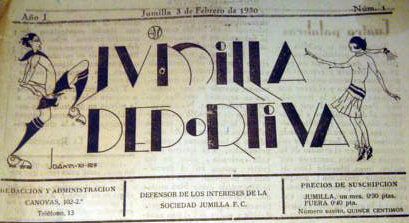 Año I
Jumilla 3 de Febrero de 1930
Núm. 1
JVMILLA
DEPORTIVA
REDACCION Y ADMINISTRACION
CANOVAS, 102-2.º
Teléfono, 13
DEFENSOR DE LOS INTERESES DE LA
SOCIEDAD JUMILLA F. C.
PRECIOS DE SUSCRIPCION
JUMILLA, un mes, 0'30 ptas.
FUERA 0'40 pta.
Número suelto, QUINCE CENTIMOS